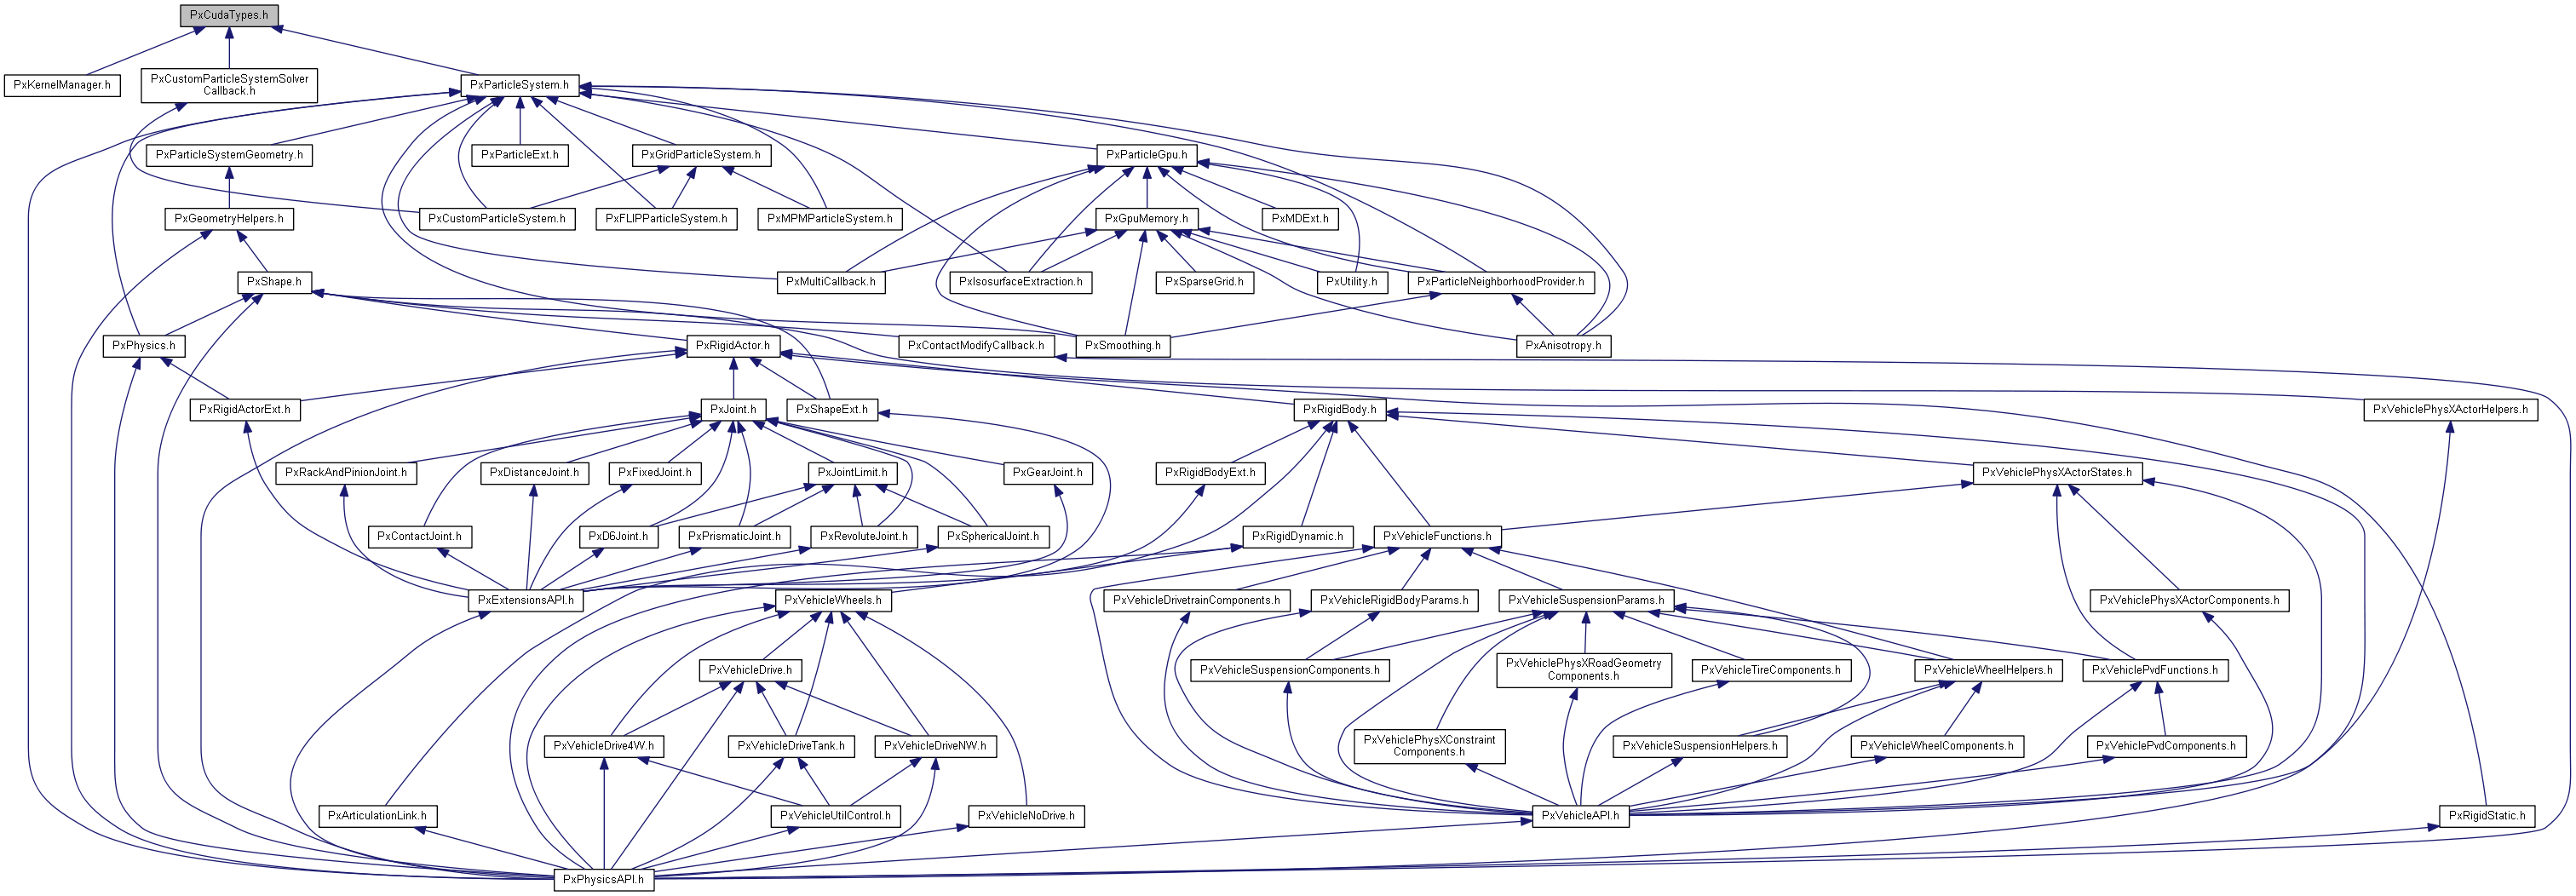 PxCudaTypes.h
PxKernelManager.h
PxCustomParticleSystemSolver
Callback.h
PxParticleSystem.h
PxParticleSystemGeometry.h
PxParticleExt.h
PxGridParticleSystem.h
PxParticleGpu.h
PxGeometryHelpers.h
PxCustomParticleSystem.h
PxFLIPParticleSystem.h
PxMPMParticleSystem.h
PxGpuMemory.h
PxMDExt.h
PxShape.h
PxMultiCallback.h
PxIsosurfaceExtraction.h
PxSparseGrid.h
PxUtility.h
PxParticleNeighborhoodProvider.h
PxPhysics.h
PxRigidActor.h
PxContactModifyCallback.h
PxSmoothing.h
PxAnisotropy.h
PxRigidActorExt.h
PxJoint.h
PxShapeExt.h
PxRigidBody.h
PxVehiclePhysXActorHelpers.h
PxRackAndPinionJoint.h
PxDistanceJoint.h
PxFixedJoint.h
PxJointLimit.h
PxGearJoint.h
PxRigidBodyExt.h
PxVehiclePhysXActorStates.h
PxContactJoint.h
PxD6Joint.h
PxPrismaticJoint.h
PxRevoluteJoint.h
PxSphericalJoint.h
PxRigidDynamic.h
PxVehicleFunctions.h
PxExtensionsAPI.h
PxVehicleWheels.h
PxVehicleDrivetrainComponents.h
PxVehicleRigidBodyParams.h
PxVehicleSuspensionParams.h
PxVehiclePhysXActorComponents.h
PxVehicleDrive.h
PxVehicleSuspensionComponents.h
PxVehiclePhysXRoadGeometry
Components.h
PxVehicleTireComponents.h
PxVehicleWheelHelpers.h
PxVehiclePvdFunctions.h
PxVehicleDrive4W.h
PxVehicleDriveTank.h
PxVehicleDriveNW.h
PxVehiclePhysXConstraint
Components.h
PxVehicleSuspensionHelpers.h
PxVehicleWheelComponents.h
PxVehiclePvdComponents.h
PxArticulationLink.h
PxVehicleUtilControl.h
PxVehicleNoDrive.h
PxVehicleAPI.h
PxRigidStatic.h
PxPhysicsAPI.h